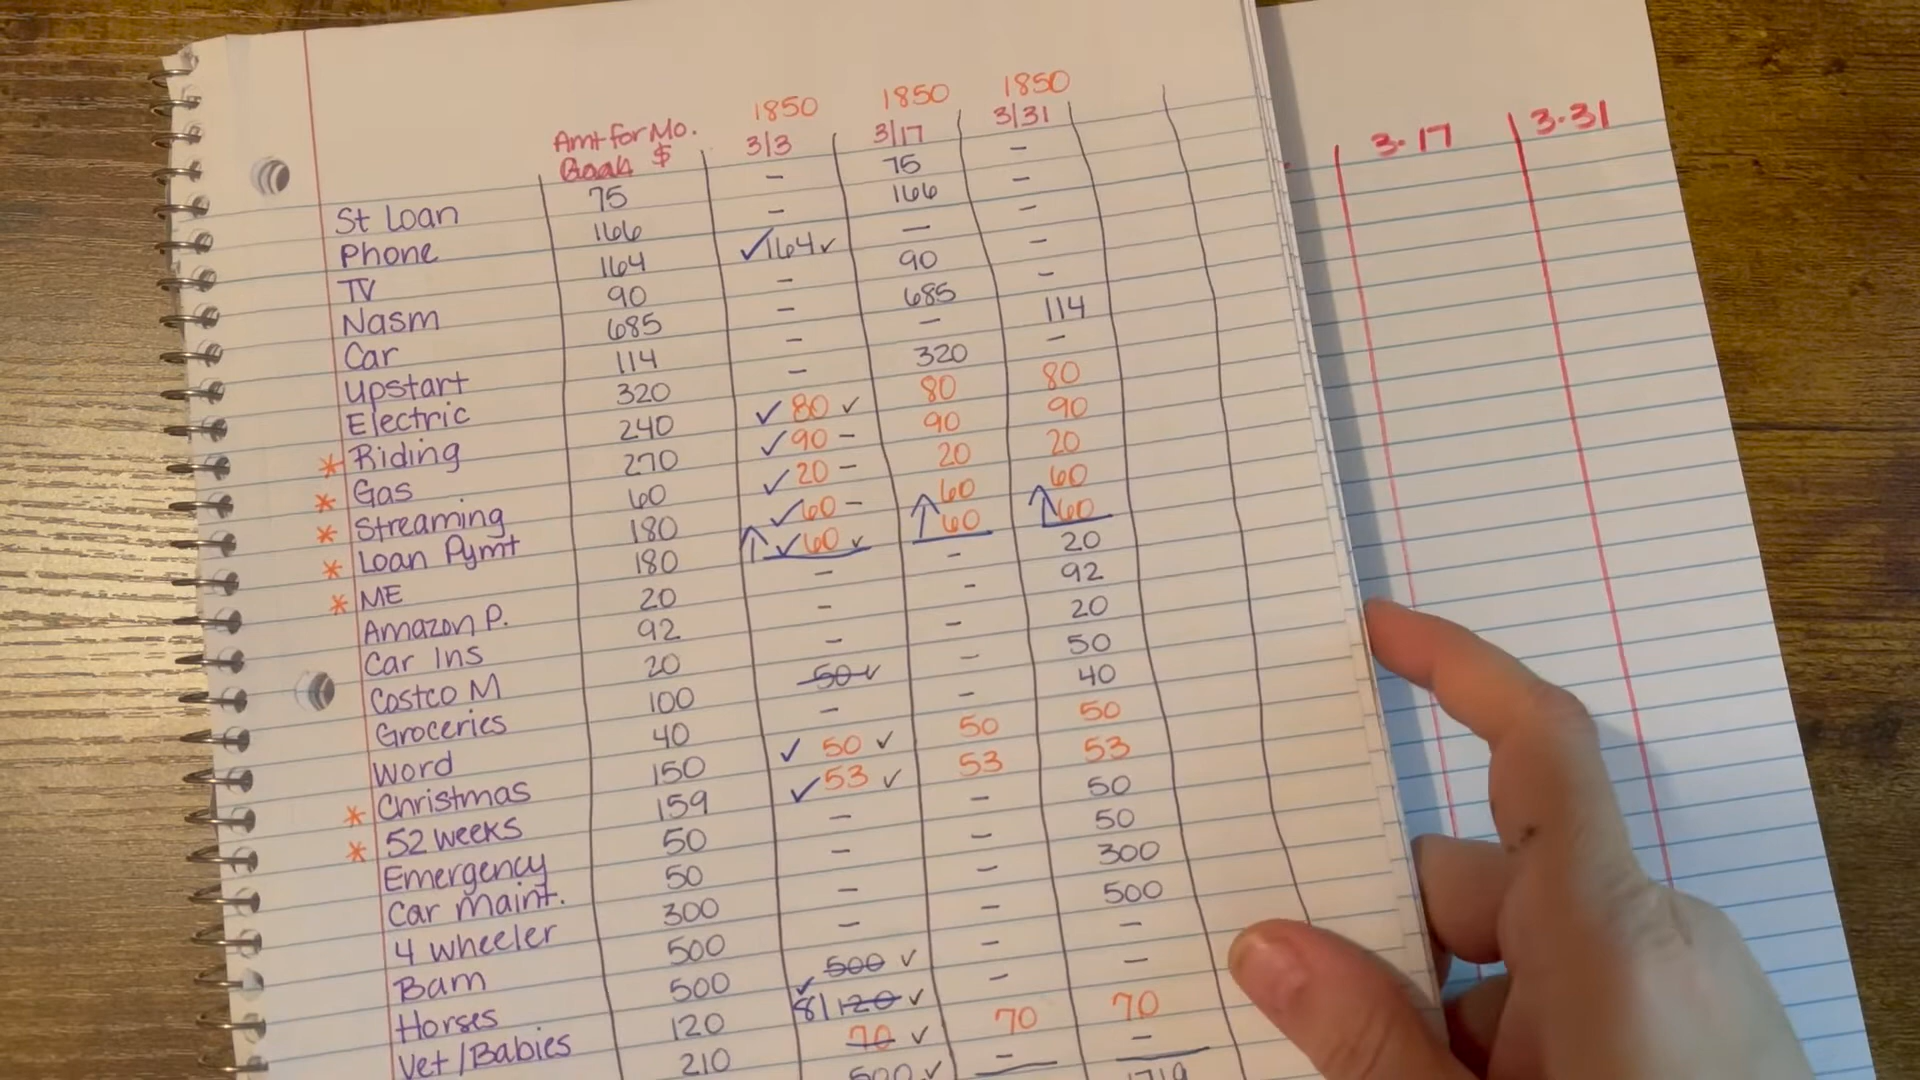 1850 1850 1850
Amt for Mo. 3/3 3/17 3/31
Goals $
St Loan 75 – 75 –
Phone 166 – 166 –
TV 164 ✓164✓ – –
Nasm 90 – 90 –
Car 685 – 685 –
Upstart 114 – – 114
Electric 320 – 320 –
* Riding 240 ✓ 80 ✓ 80 80
* Gas 270 ✓90 – 90 90
* Streaming 60 ✓20 – 20 20
* Loan Pymt 180 ✓60 – 60 60
* ME 180 ↑ ✓60 ✓ ↑ 60 ↑ 60
Amazon P. 20 – – 20
Car Ins 92 – – 92
Costco M 20 – – 20
Groceries 100 50 ✓ – 50
Word 40 – – 40
* Christmas 150 ✓ 50 ✓ 50 50
* 52 weeks 159 ✓53 ✓ 53 53
Emergency 50 – – 50
Car Maint. 50 – – 50
4 wheeler 300 – – 300
Bam 500 – – 500
Horses 500 500 ✓ – –
Vet/Babies 120 ✓ 81 120 ✓ – –
210 70 ✓ 70 70
500 ✓ – –
3.17 3.31